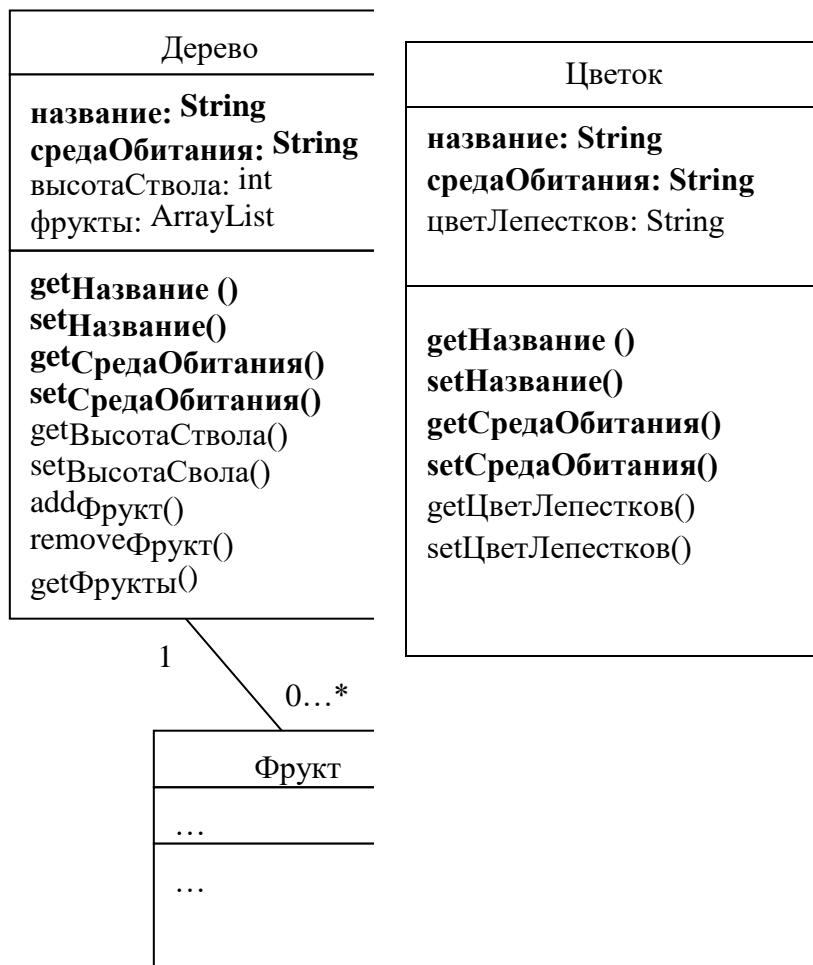 Дерево
название: String
средаОбитания: String
высотаСтвола: int
фрукты: ArrayList
getНазвание ()
setНазвание()
getСредаОбитания()
setСредаОбитания()
getВысотаСтвола()
setВысотаСвола()
addФрукт()
removeФрукт()
getФрукты()
1
0…*
Фрукт
…
…
Цветок
название: String
средаОбитания: String
цветЛепестков: String
getНазвание ()
setНазвание()
getСредаОбитания()
setСредаОбитания()
getЦветЛепестков()
setЦветЛепестков()